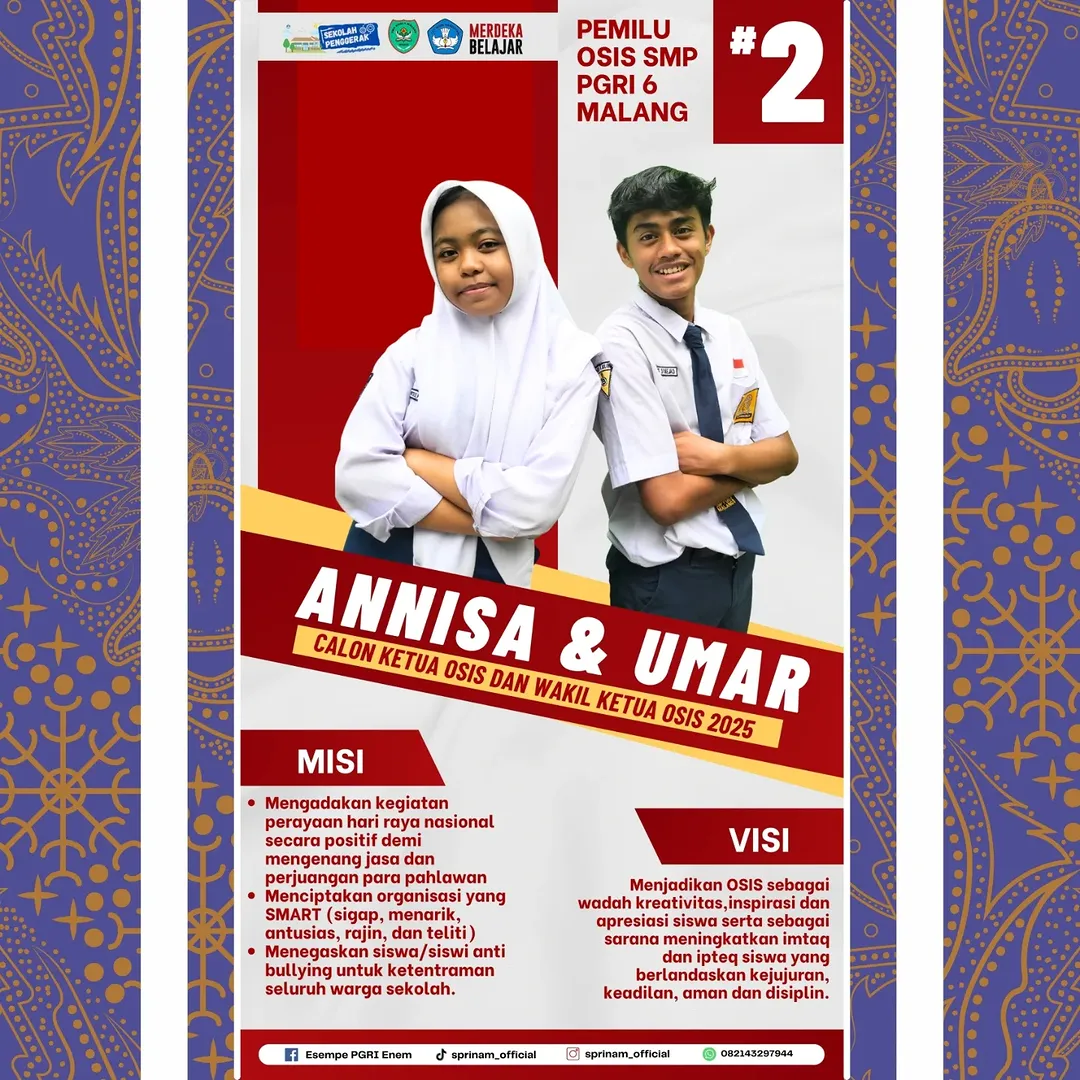 SEKOLAH
PENGGERAK
MERDEKA
BELAJAR
PEMILU
OSIS SMP
PGRI 6
MALANG
#2
ANNISA & UMAR
CALON KETUA OSIS DAN WAKIL KETUA OSIS 2025
MISI
• Mengadakan kegiatan
perayaan hari raya nasional
secara positif demi
mengenang jasa dan
perjuangan para pahlawan
• Menciptakan organisasi yang
SMART (sigap, menarik,
antusias, rajin, dan teliti)
• Menegaskan siswa/siswi anti
bullying untuk ketentraman
seluruh warga sekolah.
VISI
Menjadikan OSIS sebagai
wadah kreativitas,inspirasi dan
apresiasi siswa serta sebagai
sarana meningkatkan imtaq
dan ipteq siswa yang
berlandaskan kejujuran,
keadilan, aman dan disiplin.
Esempe PGRI Enem
sprinam_official
sprinam_official
082143297944